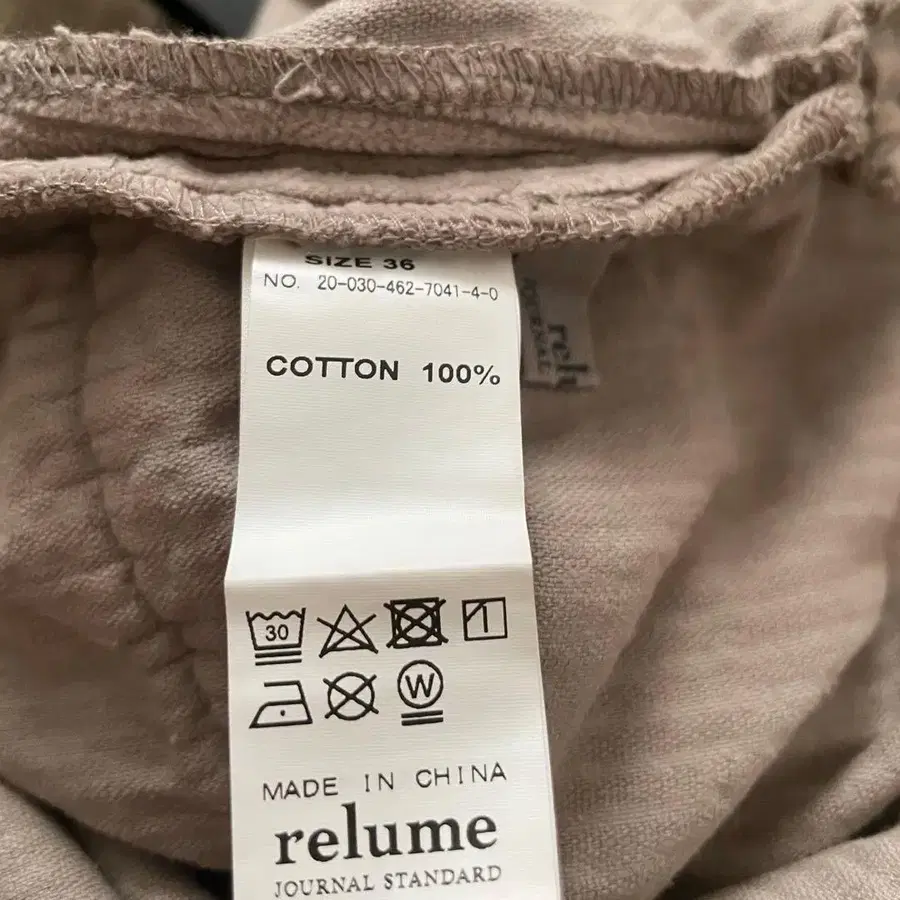 SIZE 36
NO. 20-030-462-7041-4-0
COTTON 100%
30
W
MADE IN CHINA
relume
JOURNAL STANDARD